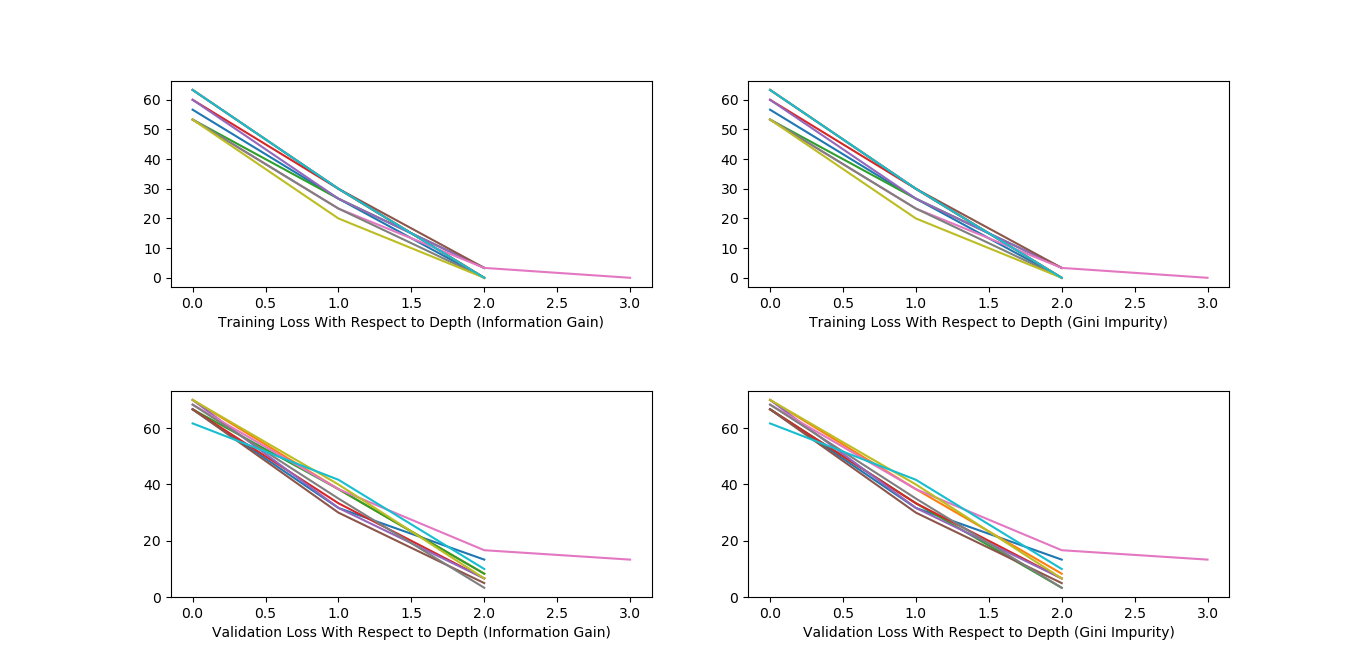 60
50
40
30
20
10
0
0.0 0.5 1.0 1.5 2.0 2.5 3.0
Training Loss With Respect to Depth (Information Gain)
60
50
40
30
20
10
0
0.0 0.5 1.0 1.5 2.0 2.5 3.0
Training Loss With Respect to Depth (Gini Impurity)
60
40
20
0
0.0 0.5 1.0 1.5 2.0 2.5 3.0
Validation Loss With Respect to Depth (Information Gain)
60
40
20
0
0.0 0.5 1.0 1.5 2.0 2.5 3.0
Validation Loss With Respect to Depth (Gini Impurity)